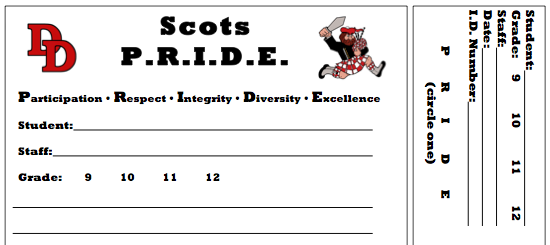 DD
Scots
P.R.I.D.E.
Participation • Respect • Integrity • Diversity • Excellence
Student:
Staff:
Grade: 9 10 11 12
Student:
Grade: 9 10 11 12
Staff:
Date:
I.D. Number:
P R I D E
(circle one)